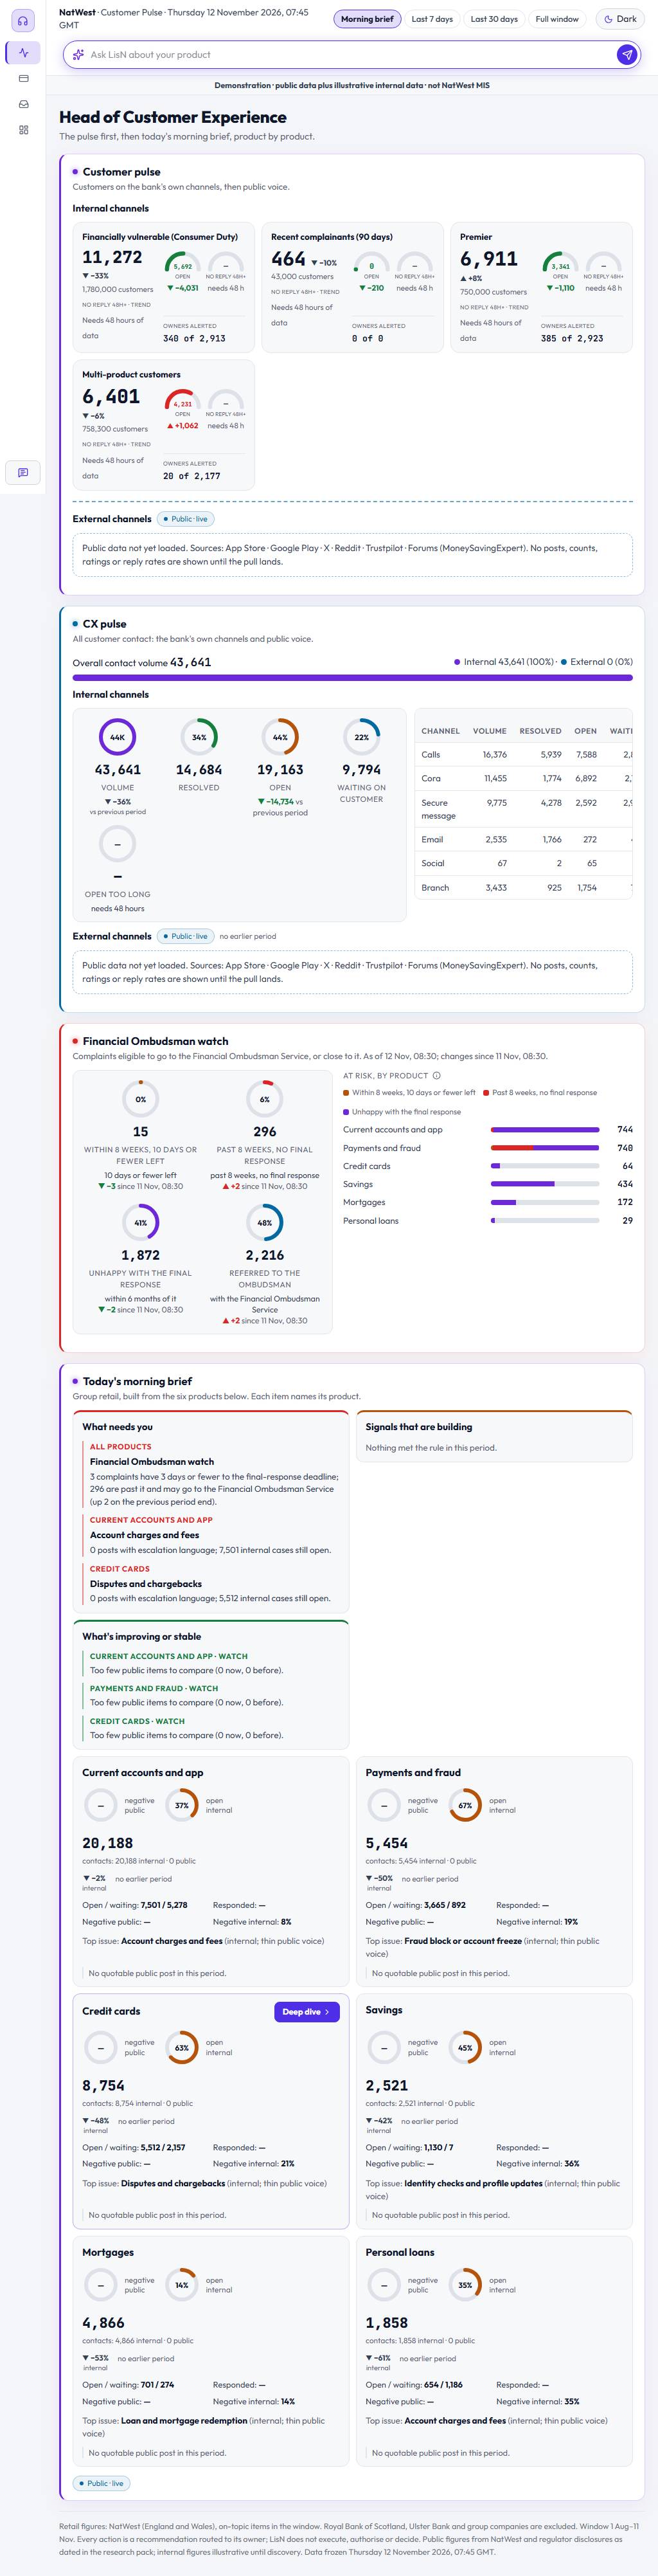 NatWest · Customer Pulse · Thursday 12 November 2026, 07:45
GMT
Morning brief
Last 7 days
Last 30 days
Full window
Dark
Ask LisN about your product
Demonstration · public data plus illustrative internal data · not NatWest MIS
Head of Customer Experience
The pulse first, then today's morning brief, product by product.
Customer pulse
Customers on the bank's own channels, then public voice.
Internal channels
Financially vulnerable (Consumer Duty)
11,272
▼ −33%
1,780,000 customers
NO REPLY 48H+ · TREND
Needs 48 hours of
data
5,692
OPEN
▼ −4,031
–
NO REPLY 48H+
needs 48 h
OWNERS ALERTED
340 of 2,913
Recent complainants (90 days)
464 ▼ −10%
43,000 customers
NO REPLY 48H+ · TREND
Needs 48 hours of
data
0
OPEN
▼ −210
–
NO REPLY 48H+
needs 48 h
OWNERS ALERTED
0 of 0
Premier
6,911
▲ +8%
750,000 customers
NO REPLY 48H+ · TREND
Needs 48 hours of
data
3,341
OPEN
▼ −1,110
–
NO REPLY 48H+
needs 48 h
OWNERS ALERTED
385 of 2,923
Multi-product customers
6,401
▼ −6%
758,300 customers
NO REPLY 48H+ · TREND
Needs 48 hours of
data
4,231
OPEN
▲ +1,062
–
NO REPLY 48H+
needs 48 h
OWNERS ALERTED
20 of 2,177
External channels
Public · live
Public data not yet loaded. Sources: App Store · Google Play · X · Reddit · Trustpilot · Forums (MoneySavingExpert). No posts, counts,
ratings or reply rates are shown until the pull lands.
CX pulse
All customer contact: the bank's own channels and public voice.
Overall contact volume 43,641
Internal 43,641 (100%) · External 0 (0%)
Internal channels
44K
43,641
VOLUME
▼ −36%
vs previous period
34%
14,684
RESOLVED
44%
19,163
OPEN
▼ −14,734 vs
previous period
22%
9,794
WAITING ON
CUSTOMER
–
–
OPEN TOO LONG
needs 48 hours
CHANNEL VOLUME RESOLVED OPEN WAITI
Calls 16,376 5,939 7,588 2,8
Cora 11,455 1,774 6,892 2,
Secure
message 9,775 4,278 2,592 2,9
Email 2,535 1,766 272
Social 67 2 65
Branch 3,433 925 1,754
External channels
Public · live
no earlier period
Public data not yet loaded. Sources: App Store · Google Play · X · Reddit · Trustpilot · Forums (MoneySavingExpert). No posts, counts,
ratings or reply rates are shown until the pull lands.
Financial Ombudsman watch
Complaints eligible to go to the Financial Ombudsman Service, or close to it. As of 12 Nov, 08:30; changes since 11 Nov, 08:30.
0%
15
WITHIN 8 WEEKS, 10 DAYS OR
FEWER LEFT
10 days or fewer left
▼ −3 since 11 Nov, 08:30
6%
296
PAST 8 WEEKS, NO FINAL
RESPONSE
past 8 weeks, no final response
▲ +2 since 11 Nov, 08:30
41%
1,872
UNHAPPY WITH THE FINAL
RESPONSE
within 6 months of it
▼ −2 since 11 Nov, 08:30
48%
2,216
REFERRED TO THE
OMBUDSMAN
with the Financial Ombudsman
Service
▲ +2 since 11 Nov, 08:30
AT RISK, BY PRODUCT
Within 8 weeks, 10 days or fewer left
Past 8 weeks, no final response
Unhappy with the final response
Current accounts and app 744
Payments and fraud 740
Credit cards 64
Savings 434
Mortgages 172
Personal loans 29
Today's morning brief
Group retail, built from the six products below. Each item names its product.
What needs you
ALL PRODUCTS
Financial Ombudsman watch
3 complaints have 3 days or fewer to the final-response deadline;
296 are past it and may go to the Financial Ombudsman Service
(up 2 on the previous period end).
CURRENT ACCOUNTS AND APP
Account charges and fees
0 posts with escalation language; 7,501 internal cases still open.
CREDIT CARDS
Disputes and chargebacks
0 posts with escalation language; 5,512 internal cases still open.
Signals that are building
Nothing met the rule in this period.
What's improving or stable
CURRENT ACCOUNTS AND APP · WATCH
Too few public items to compare (0 now, 0 before).
PAYMENTS AND FRAUD · WATCH
Too few public items to compare (0 now, 0 before).
CREDIT CARDS · WATCH
Too few public items to compare (0 now, 0 before).
Current accounts and app
–
negative
public
37%
open
internal
20,188
contacts: 20,188 internal · 0 public
▼ −2%
internal
no earlier period
Open / waiting: 7,501 / 5,278
Responded: —
Negative public: —
Negative internal: 8%
Top issue: Account charges and fees (internal; thin public voice)
No quotable public post in this period.
Payments and fraud
–
negative
public
67%
open
internal
5,454
contacts: 5,454 internal · 0 public
▼ −50%
internal
no earlier period
Open / waiting: 3,665 / 892
Responded: —
Negative public: —
Negative internal: 19%
Top issue: Fraud block or account freeze (internal; thin public
voice)
No quotable public post in this period.
Credit cards
Deep dive
–
negative
public
63%
open
internal
8,754
contacts: 8,754 internal · 0 public
▼ −48%
internal
no earlier period
Open / waiting: 5,512 / 2,157
Responded: —
Negative public: —
Negative internal: 21%
Top issue: Disputes and chargebacks (internal; thin public voice)
No quotable public post in this period.
Savings
–
negative
public
45%
open
internal
2,521
contacts: 2,521 internal · 0 public
▼ −42%
internal
no earlier period
Open / waiting: 1,130 / 7
Responded: —
Negative public: —
Negative internal: 36%
Top issue: Identity checks and profile updates (internal; thin public
voice)
No quotable public post in this period.
Mortgages
–
negative
public
14%
open
internal
4,866
contacts: 4,866 internal · 0 public
▼ −53%
internal
no earlier period
Open / waiting: 701 / 274
Responded: —
Negative public: —
Negative internal: 14%
Top issue: Loan and mortgage redemption (internal; thin public
voice)
No quotable public post in this period.
Personal loans
–
negative
public
35%
open
internal
1,858
contacts: 1,858 internal · 0 public
▼ −61%
internal
no earlier period
Open / waiting: 654 / 1,186
Responded: —
Negative public: —
Negative internal: 35%
Top issue: Account charges and fees (internal; thin public voice)
No quotable public post in this period.
Public · live
Retail figures: NatWest (England and Wales), on-topic items in the window. Royal Bank of Scotland, Ulster Bank and group companies are excluded. Window 1 Aug–11
Nov. Every action is a recommendation routed to its owner; LisN does not execute, authorise or decide. Public figures from NatWest and regulator disclosures as
dated in the research pack; internal figures illustrative until discovery. Data frozen Thursday 12 November 2026, 07:45 GMT.